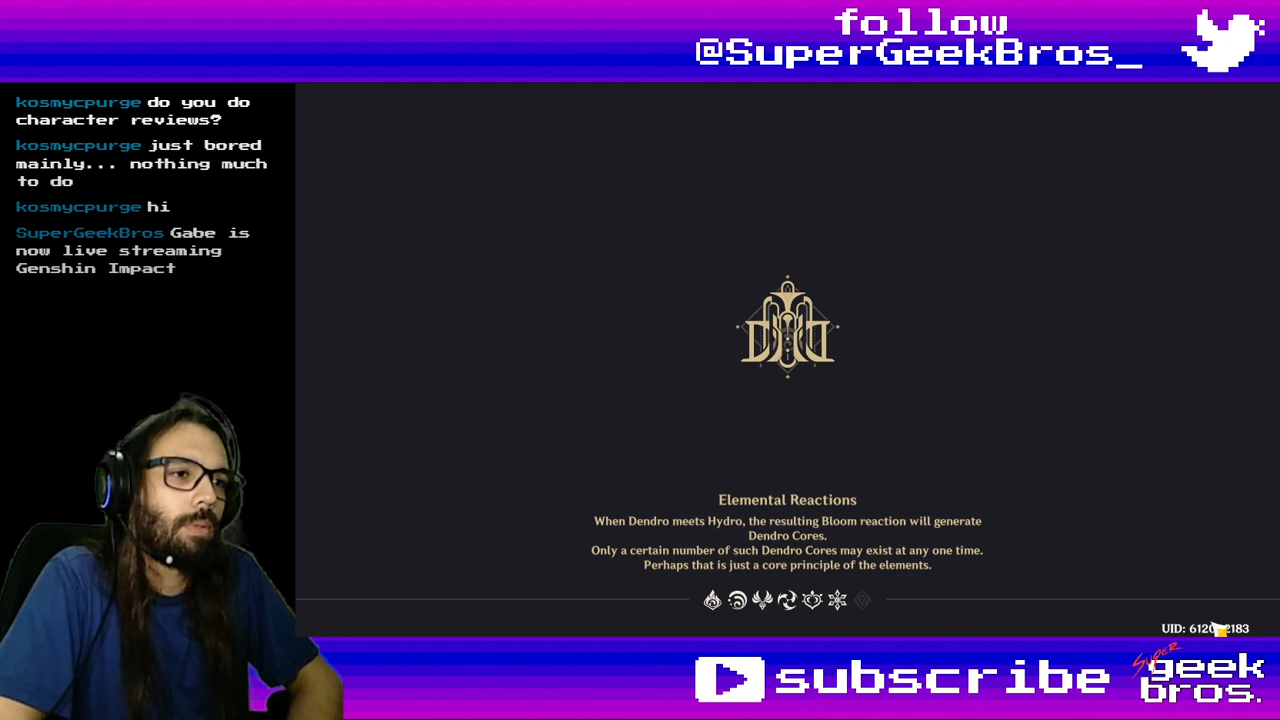 follow
@SuperGeekBros_
kosmycpurge do you do
character reviews?
kosmycpurge just bored
mainly... nothing much
to do
kosmycpurge hi
SuperGeekBros Gabe is
now live streaming
Genshin Impact
Elemental Reactions
When Dendro meets Hydro, the resulting Bloom reaction will generate
Dendro Cores.
Only a certain number of such Dendro Cores may exist at any one time.
Perhaps that is just a core principle of the elements.
UID:
subscribe
Super
geek
bros.